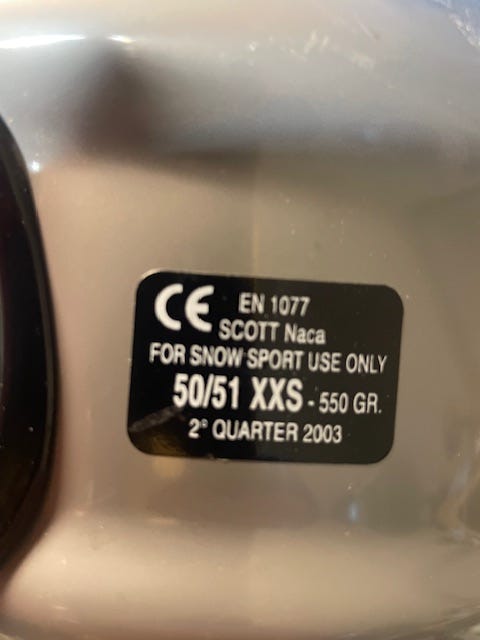 CE EN 1077
SCOTT Naca
FOR SNOW SPORT USE ONLY
50/51 XXS - 550 GR.
2° QUARTER 2003